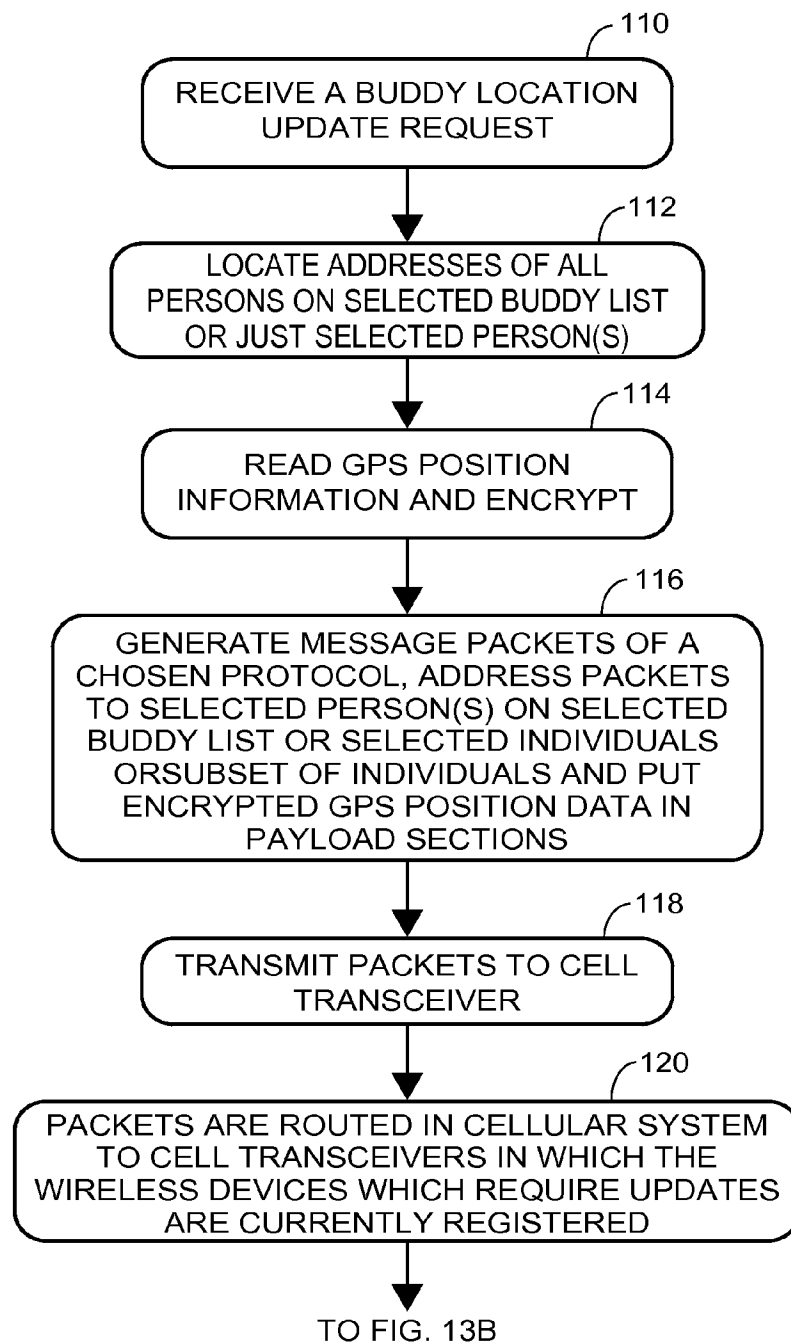 110
RECEIVE A BUDDY LOCATION
UPDATE REQUEST
112
LOCATE ADDRESSES OF ALL
PERSONS ON SELECTED BUDDY LIST
OR JUST SELECTED PERSON(S)
114
READ GPS POSITION
INFORMATION AND ENCRYPT
116
GENERATE MESSAGE PACKETS OF A
CHOSEN PROTOCOL, ADDRESS PACKETS
TO SELECTED PERSON(S) ON SELECTED
BUDDY LIST OR SELECTED INDIVIDUALS
ORSUBSET OF INDIVIDUALS AND PUT
ENCRYPTED GPS POSITION DATA IN
PAYLOAD SECTIONS
118
TRANSMIT PACKETS TO CELL
TRANSCEIVER
120
PACKETS ARE ROUTED IN CELLULAR SYSTEM
TO CELL TRANSCEIVERS IN WHICH THE
WIRELESS DEVICES WHICH REQUIRE UPDATES
ARE CURRENTLY REGISTERED
TO FIG. 13B